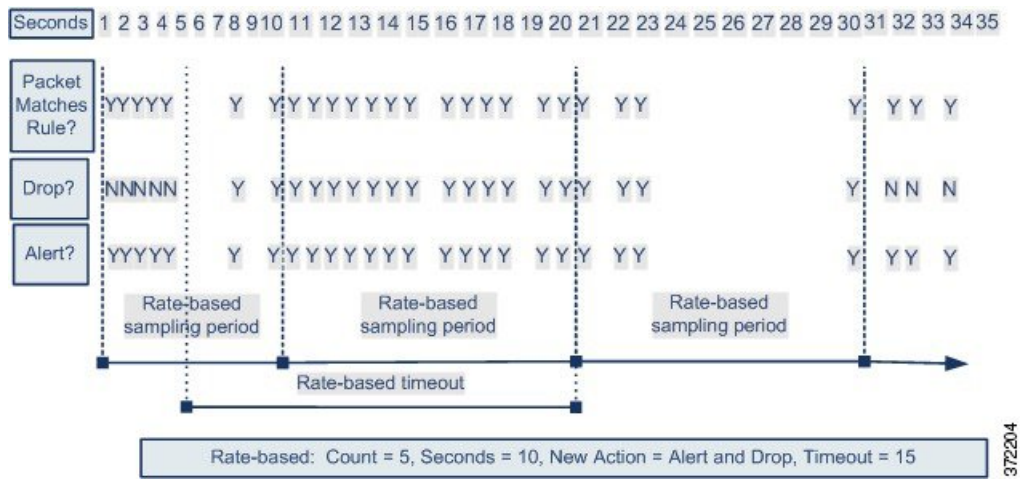 Seconds 1 2 3 4 5 6 7 8 9 10 11 12 13 14 15 16 17 18 19 20 21 22 23 24 25 26 27 28 29 30 31 32 33 34 35
Packet
Matches
Rule?
YYYYY Y Y Y Y Y Y Y Y Y Y Y Y Y Y Y Y Y Y Y Y Y Y
Drop?
NNNNN Y Y Y Y Y Y Y Y Y Y Y Y Y Y Y Y Y Y Y N N N
Alert?
YYYYY Y Y Y Y Y Y Y Y Y Y Y Y Y Y Y Y Y Y Y Y Y Y
Rate-based
sampling period
Rate-based
sampling period
Rate-based
sampling period
Rate-based timeout
Rate-based: Count = 5, Seconds = 10, New Action = Alert and Drop, Timeout = 15
372204